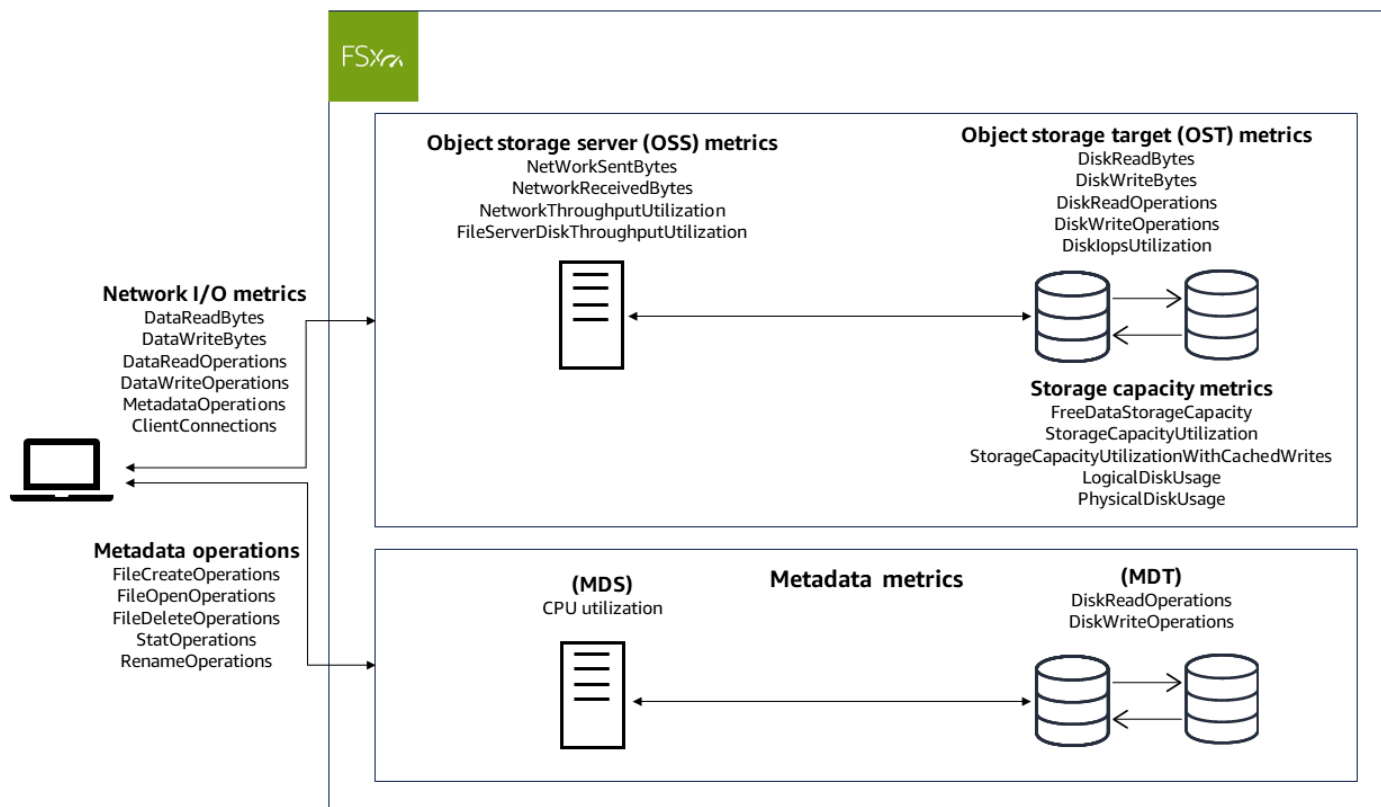 FSx
Object storage server (OSS) metrics
NetWorkSentBytes
NetworkReceivedBytes
NetworkThroughputUtilization
FileServerDiskThroughputUtilization
Object storage target (OST) metrics
DiskReadBytes
DiskWriteBytes
DiskReadOperations
DiskWriteOperations
DiskIopsUtilization
Network I/O metrics
DataReadBytes
DataWriteBytes
DataReadOperations
DataWriteOperations
MetadataOperations
ClientConnections
Storage capacity metrics
FreeDataStorageCapacity
StorageCapacityUtilization
StorageCapacityUtilizationWithCachedWrites
LogicalDiskUsage
PhysicalDiskUsage
Metadata operations
FileCreateOperations
FileOpenOperations
FileDeleteOperations
StatOperations
RenameOperations
(MDS)
CPU utilization
Metadata metrics
(MDT)
DiskReadOperations
DiskWriteOperations